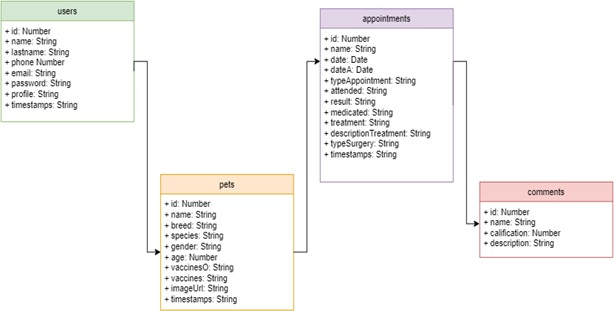 users
+ id: Number
+ name: String
+ lastname: String
+ phone Number
+ email: String
+ password: String
+ profile: String
+ timestamps: String
appointments
+ id: Number
+ name: String
+ date: Date
+ dateA: Date
+ typeAppointment: String
+ attended: String
+ result: String
+ medicated: String
+ treatment: String
+ descriptionTreatment: String
+ typeSurgery: String
+ timestamps: String
pets
+ id: Number
+ name: String
+ breed: String
+ species: String
+ gender: String
+ age: Number
+ vaccinesO: String
+ vaccines: String
+ imageUrl: String
+ timestamps: String
comments
+ id: Number
+ name: String
+ calification: Number
+ description: String